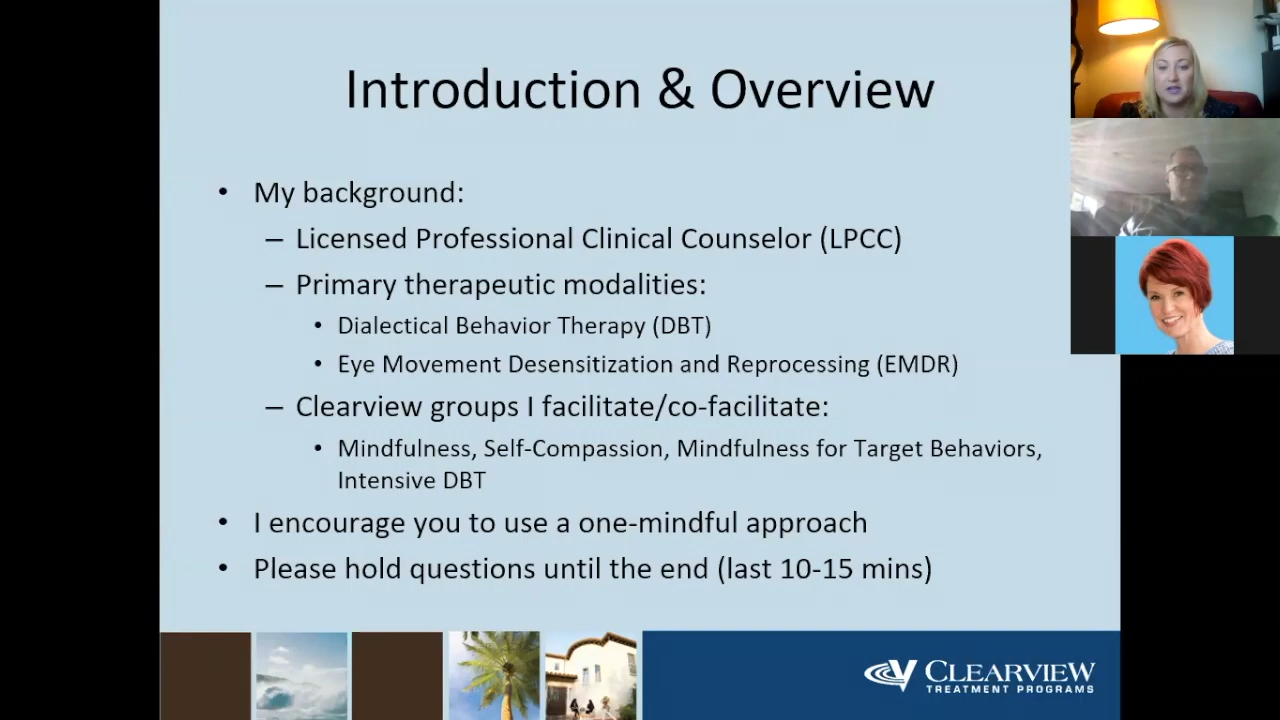 Introduction & Overview
• My background:
– Licensed Professional Clinical Counselor (LPCC)
– Primary therapeutic modalities:
• Dialectical Behavior Therapy (DBT)
• Eye Movement Desensitization and Reprocessing (EMDR)
– Clearview groups I facilitate/co-facilitate:
• Mindfulness, Self-Compassion, Mindfulness for Target Behaviors,
Intensive DBT
• I encourage you to use a one-mindful approach
• Please hold questions until the end (last 10-15 mins)
CLEARVIEW
TREATMENT PROGRAMS